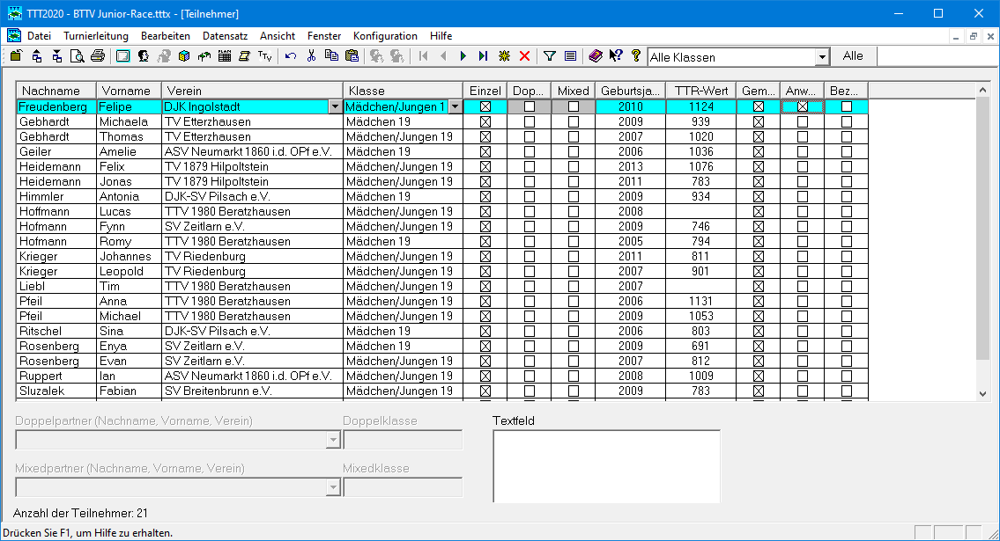 TTT2020 - BTTV Junior-Race.tttx - [Teilnehmer]
Datei Turnierleitung Bearbeiten Datensatz Ansicht Fenster Konfiguration Hilfe
Alle Klassen Alle
Nachname Vorname Verein Klasse Einzel Dop... Mixed Geburtsja... TTR-Wert Gem... Anw... Bez...
Freudenberg Felipe DJK Ingolstadt Mädchen/Jungen 1 2010 1124
Gebhardt Michaela TV Etterzhausen Mädchen 19 2009 939
Gebhardt Thomas TV Etterzhausen Mädchen/Jungen 19 2007 1020
Geiler Amelie ASV Neumarkt 1860 i.d. OPf e.V. Mädchen 19 2006 1036
Heidemann Felix TV 1879 Hilpoltstein Mädchen/Jungen 19 2013 1076
Heidemann Jonas TV 1879 Hilpoltstein Mädchen/Jungen 19 2011 783
Himmler Antonia DJK-SV Pilsach e.V. Mädchen 19 2009 934
Hoffmann Lucas TTV 1980 Beratzhausen Mädchen/Jungen 19 2008
Hofmann Fynn SV Zeitlarn e.V. Mädchen/Jungen 19 2009 746
Hofmann Romy TTV 1980 Beratzhausen Mädchen 19 2005 794
Krieger Johannes TV Riedenburg Mädchen/Jungen 19 2011 811
Krieger Leopold TV Riedenburg Mädchen/Jungen 19 2007 901
Liebl Tim TTV 1980 Beratzhausen Mädchen/Jungen 19 2007
Pfeil Anna TTV 1980 Beratzhausen Mädchen/Jungen 19 2006 1131
Pfeil Michael TTV 1980 Beratzhausen Mädchen/Jungen 19 2009 1053
Ritschel Sina DJK-SV Pilsach e.V. Mädchen 19 2006 803
Rosenberg Enya SV Zeitlarn e.V. Mädchen 19 2009 691
Rosenberg Evan SV Zeitlarn e.V. Mädchen/Jungen 19 2007 812
Ruppert Ian ASV Neumarkt 1860 i.d. OPf e.V. Mädchen/Jungen 19 2008 1009
Sluzalek Fabian SV Breitenbrunn e.V. Mädchen/Jungen 19 2009 783
Doppelpartner (Nachname, Vorname, Verein) Doppelklasse Textfeld
Mixedpartner (Nachname, Vorname, Verein) Mixedklasse
Anzahl der Teilnehmer: 21
Drücken Sie F1, um Hilfe zu erhalten.